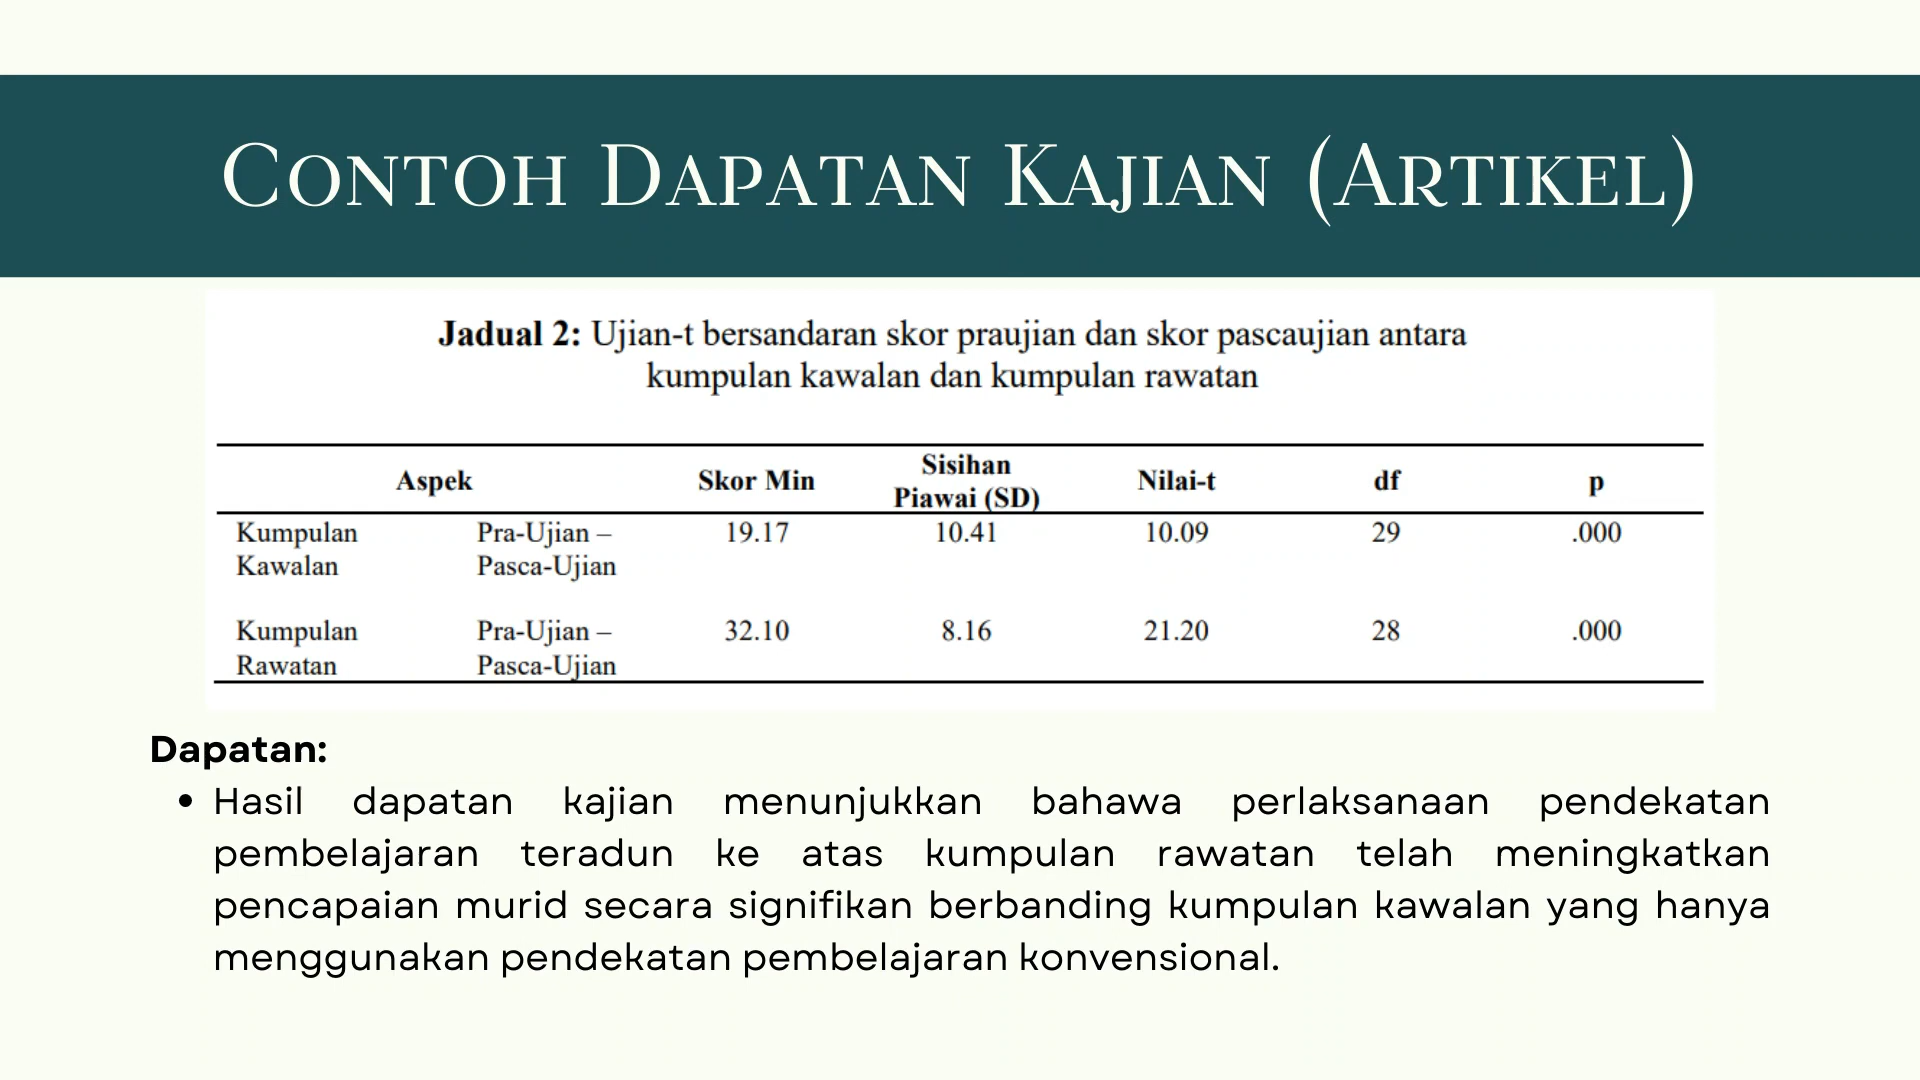 Contoh Dapatan Kajian (Artikel)
Jadual 2: Ujian-t bersandaran skor praujian dan skor pascaujian antara
kumpulan kawalan dan kumpulan rawatan
Aspek Skor Min Sisihan Piawai (SD) Nilai-t df p
Kumpulan Pra-Ujian – 19.17 10.41 10.09 29 .000
Kawalan Pasca-Ujian
Kumpulan Pra-Ujian – 32.10 8.16 21.20 28 .000
Rawatan Pasca-Ujian
Dapatan:
• Hasil dapatan kajian menunjukkan bahawa perlaksanaan pendekatan
pembelajaran teradun ke atas kumpulan rawatan telah meningkatkan
pencapaian murid secara signifikan berbanding kumpulan kawalan yang hanya
menggunakan pendekatan pembelajaran konvensional.